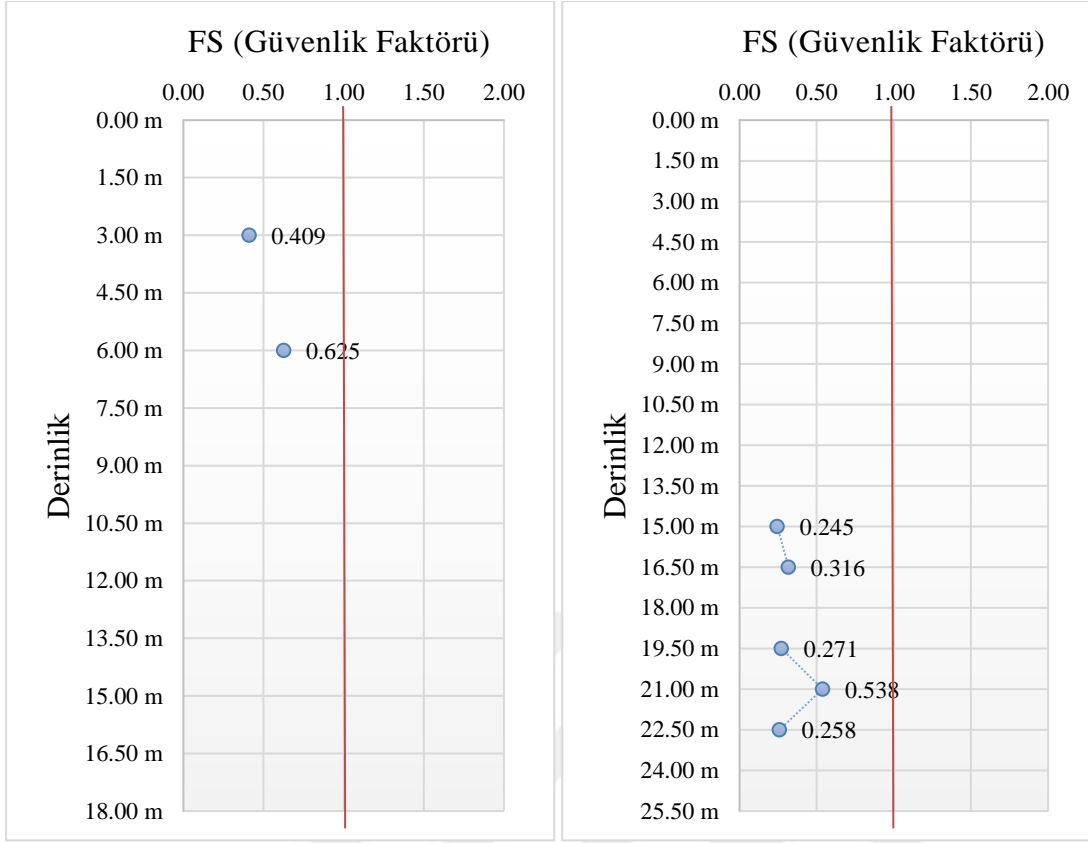 FS (Güvenlik Faktörü)
0.00 0.50 1.00 1.50 2.00
0.00 m
1.50 m
3.00 m
4.50 m
6.00 m
7.50 m
9.00 m
10.50 m
12.00 m
13.50 m
15.00 m
16.50 m
18.00 m
Derinlik
0.409
0.625
FS (Güvenlik Faktörü)
0.00 0.50 1.00 1.50 2.00
0.00 m
1.50 m
3.00 m
4.50 m
6.00 m
7.50 m
9.00 m
10.50 m
12.00 m
13.50 m
15.00 m
16.50 m
18.00 m
19.50 m
21.00 m
22.50 m
24.00 m
25.50 m
Derinlik
0.245
0.316
0.271
0.538
0.258